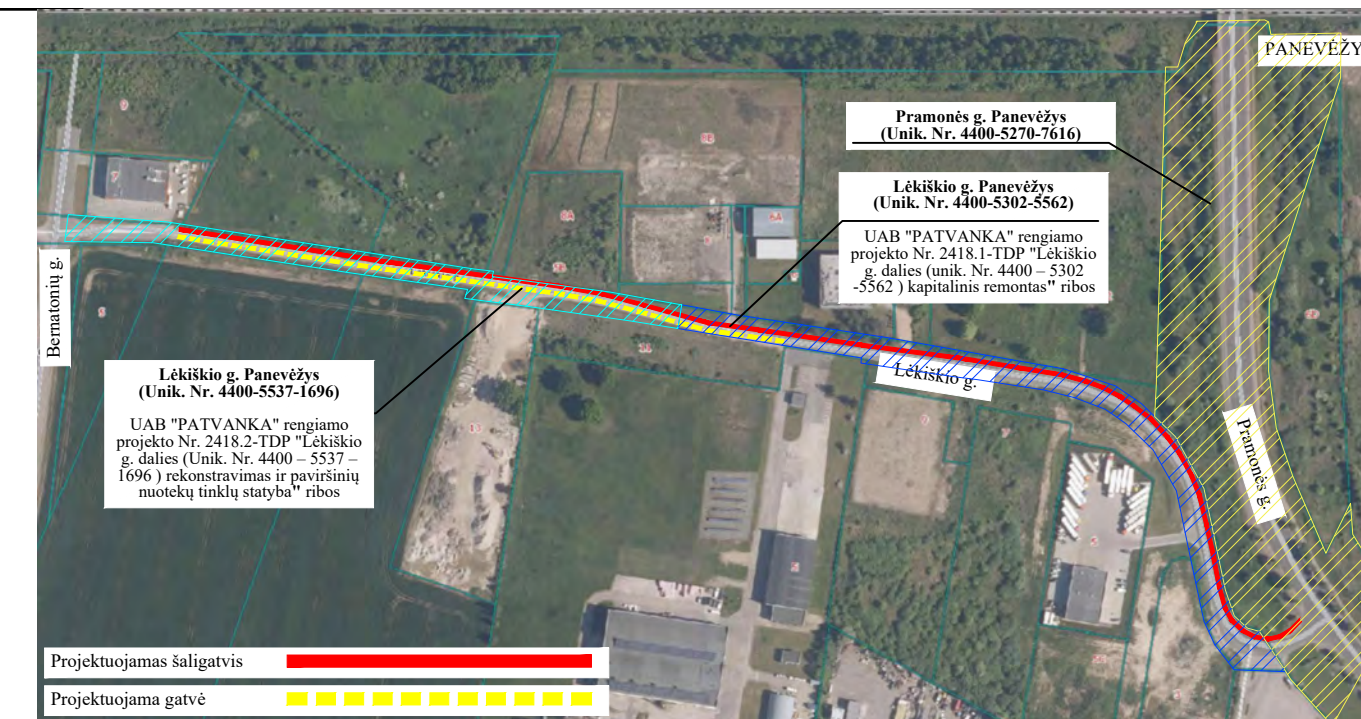 PANEVĖŽY
Pramonės g. Panevėžys
(Unik. Nr. 4400-5270-7616)
Lėkiškio g. Panevėžys
(Unik. Nr. 4400-5302-5562)
UAB "PATVANKA" rengiamo
projekto Nr. 2418.1-TDP "Lėkiškio
g. dalies (unik. Nr. 4400 – 5302
-5562 ) kapitalinis remontas" ribos
Bernatonių g.
Lėkiškio g.
Pramonės g.
Lėkiškio g. Panevėžys
(Unik. Nr. 4400-5537-1696)
UAB "PATVANKA" rengiamo
projekto Nr. 2418.2-TDP "Lėkiškio
g. dalies (Unik. Nr. 4400 – 5537 –
1696 ) rekonstravimas ir paviršinių
nuotekų tinklų statyba" ribos
Projektuojamas šaligatvis
Projektuojama gatvė